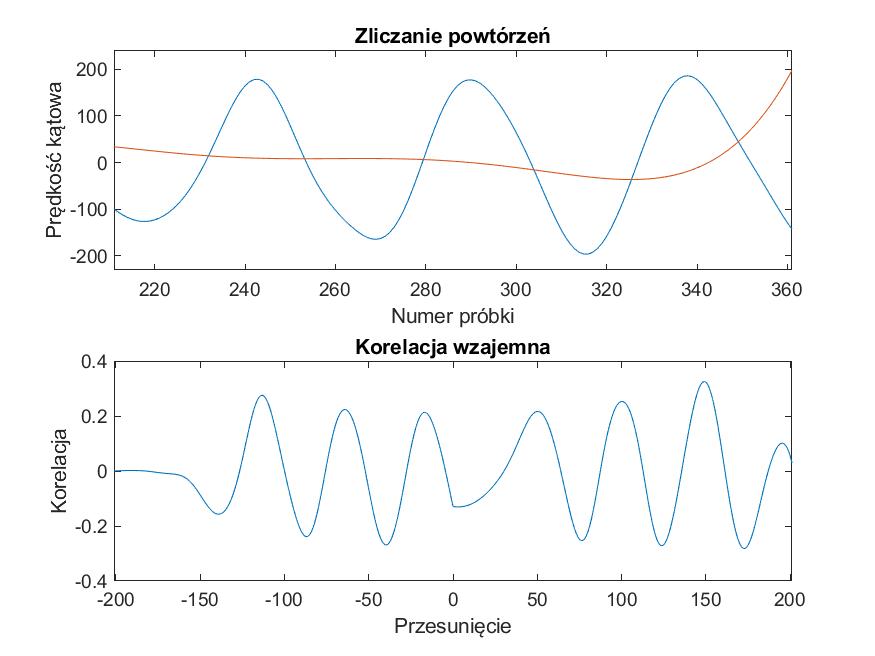 Zliczanie powtórzeń
Prędkość kątowa
200
100
0
-100
-200
220 240 260 280 300 320 340 360
Numer próbki
Korelacja wzajemna
Korelacja
0.4
0.2
0
-0.2
-0.4
-200 -150 -100 -50 0 50 100 150 200
Przesunięcie